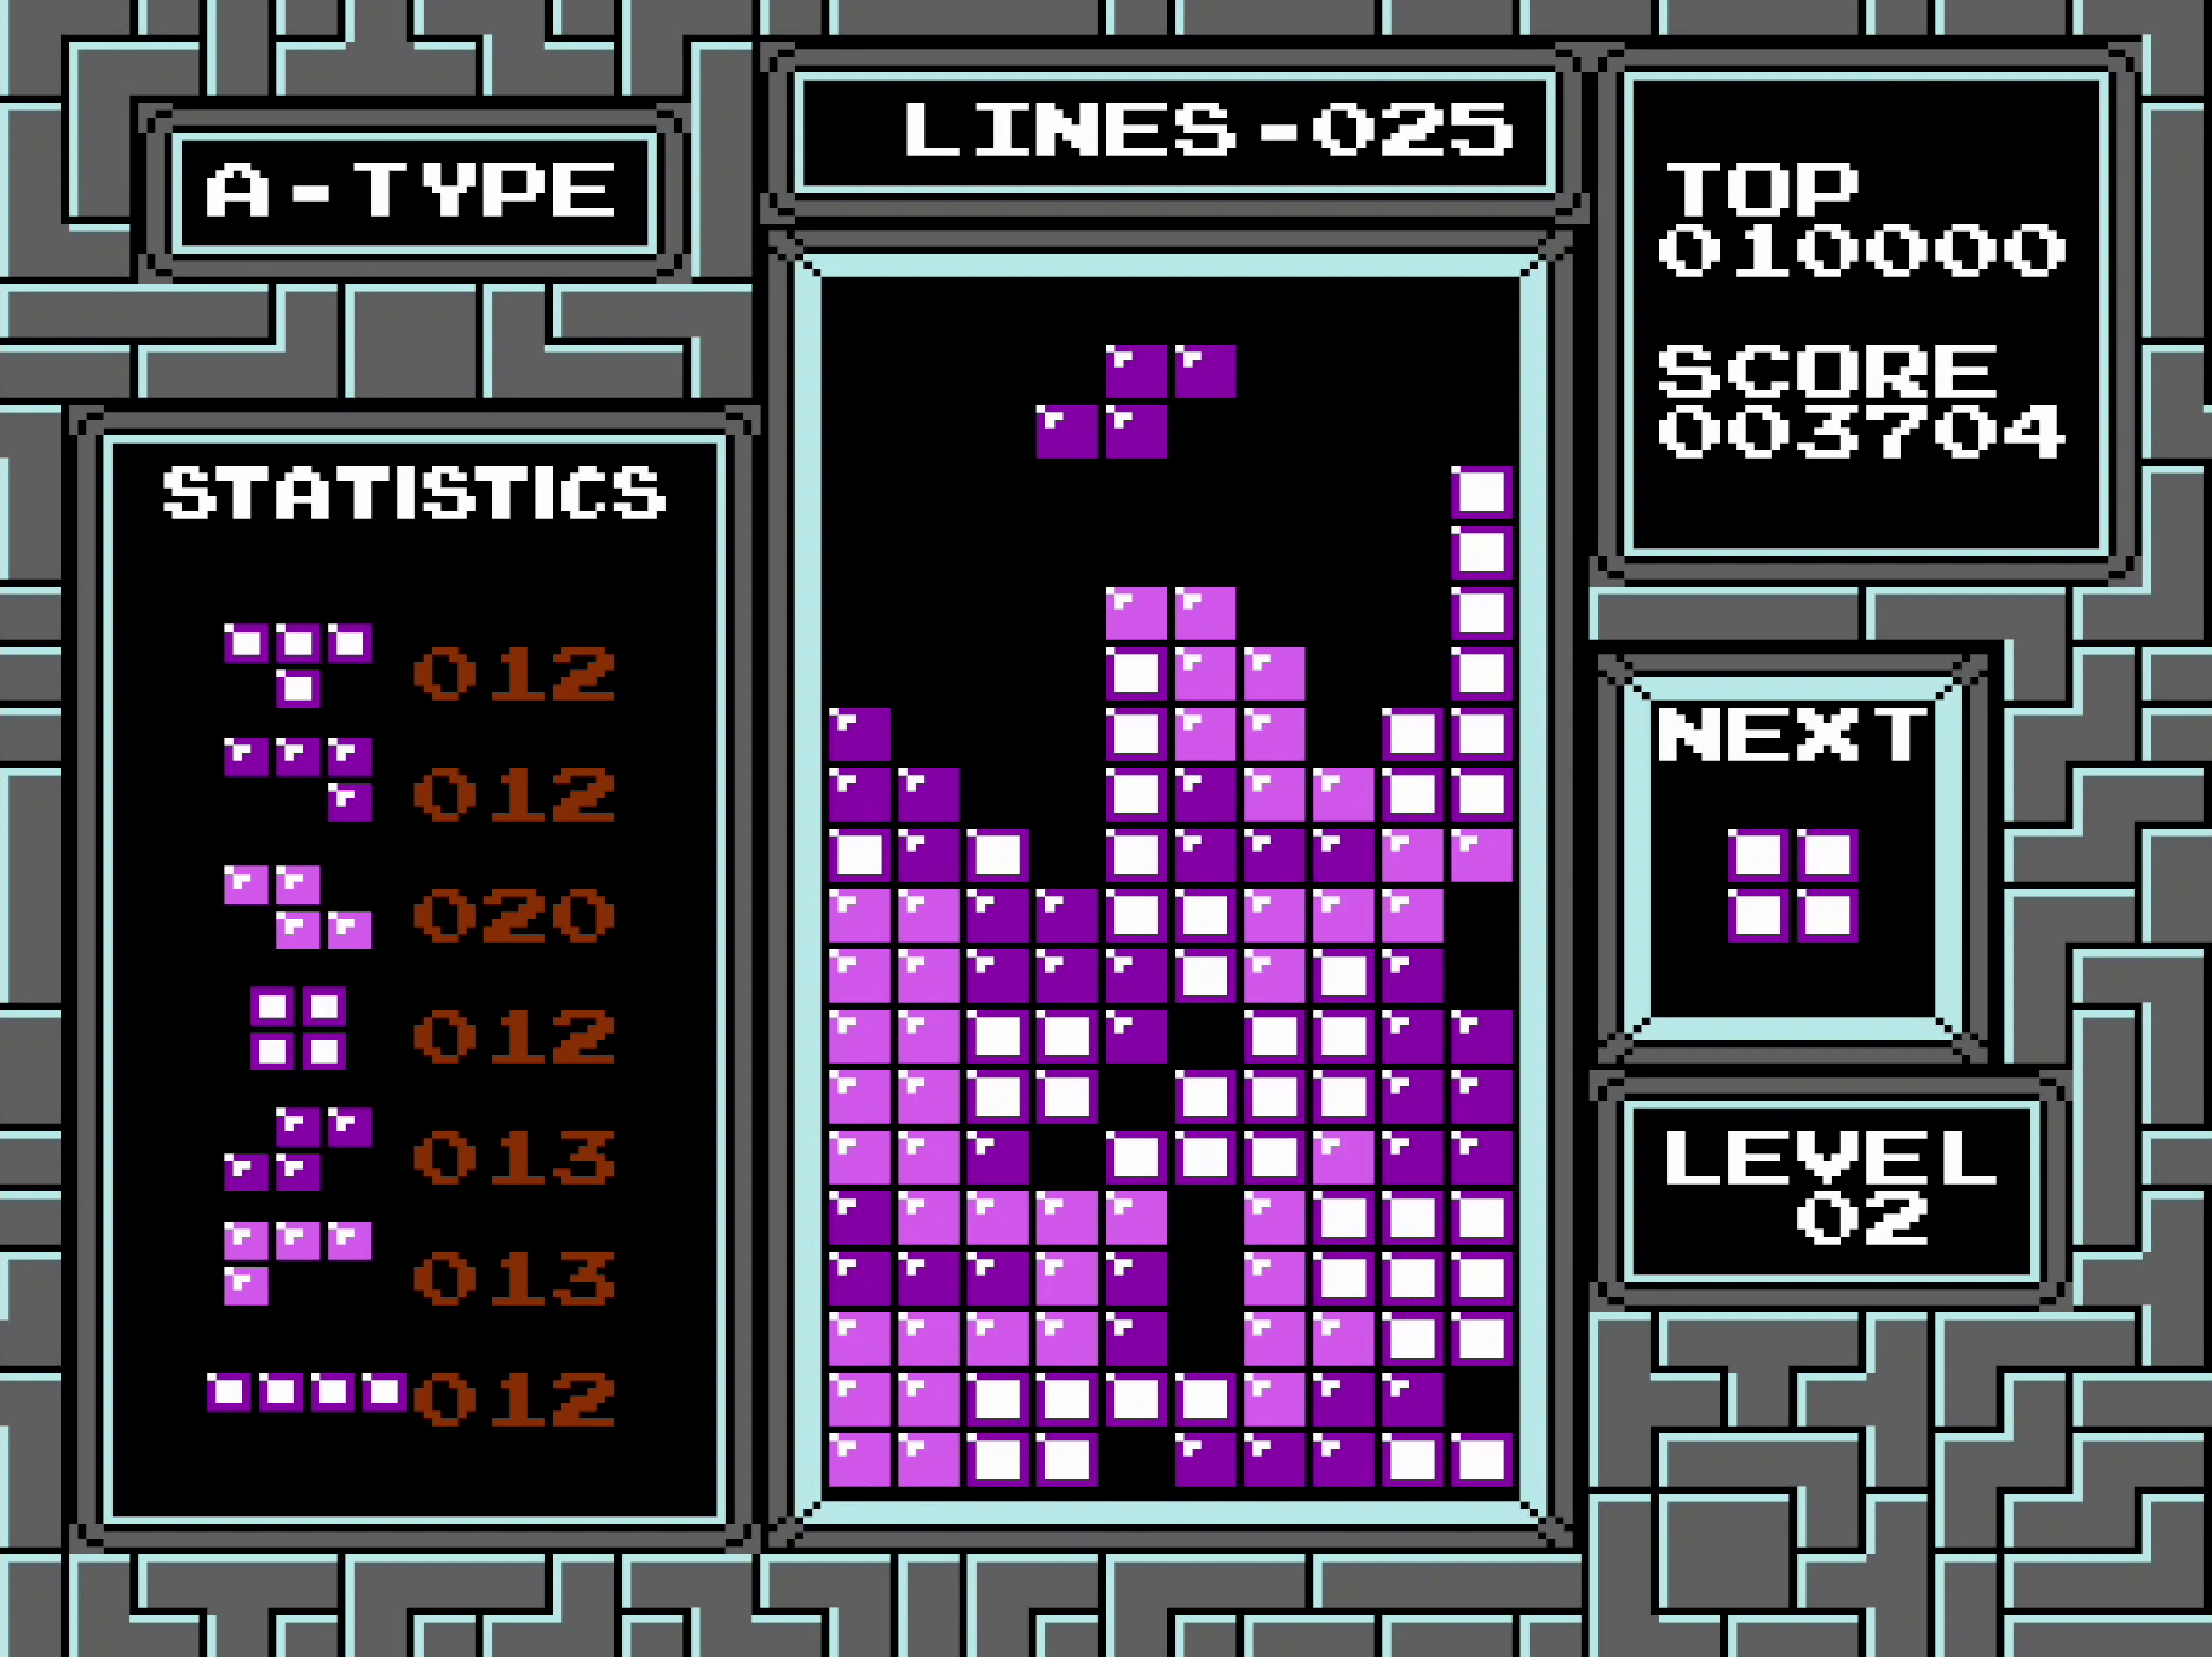 A-TYPE
LINES-025
TOP
010000
SCORE
003704
STATISTICS
012
012
020
012
013
013
012
NEXT
LEVEL
02